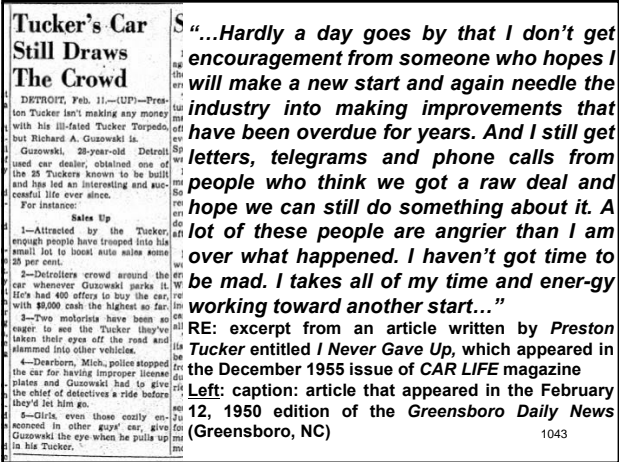 Tucker's Car
Still Draws
The Crowd
DETROIT, Feb. 11.—(UP)—Pres-
ton Tucker isn't making any money
with his ill-fated Tucker Torpedo,
but Richard A. Guzowski is.
Guzowski, 28-year-old Detroit
used car dealer, obtained one of
the 25 Tuckers known to be built
and has led an interesting and suc-
cessful life ever since.
For instance:
Sales Up
1—Attracted by the Tucker,
enough people have trooped into his
small lot to boost auto sales some
25 per cent.
2—Detroiters crowd around the
car whenever Guzowski parks it.
He's had 400 offers to buy the car,
with $9,000 cash the highest so far.
3—Two motorists have been so
eager to see the Tucker they've
taken their eyes off the road and
slammed into other vehicles.
4—Dearborn, Mich., police stopped
the car for having improper license
plates and Guzowski had to give
the chief of detectives a ride before
they'd let him go.
5—Girls, even those cozily en-
sconced in other guys' car, give
Guzowski the eye when he pulls up
in his Tucker.
“…Hardly a day goes by that I don’t get
encouragement from someone who hopes I
will make a new start and again needle the
industry into making improvements that
have been overdue for years. And I still get
letters, telegrams and phone calls from
people who think we got a raw deal and
hope we can still do something about it. A
lot of these people are angrier than I am
over what happened. I haven’t got time to
be mad. I takes all of my time and ener-gy
working toward another start…”
RE: excerpt from an article written by Preston
Tucker entitled I Never Gave Up, which appeared in
the December 1955 issue of CAR LIFE magazine
Left: caption: article that appeared in the February
12, 1950 edition of the Greensboro Daily News
(Greensboro, NC)
1043